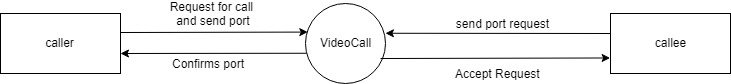 Request for call
and send port
send port request
caller
VideoCall
callee
Confirms port
Accept Request